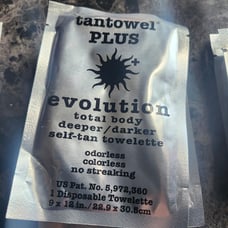 tantowel®
PLUS
+
evolution
total body
deeper/darker
self-tan towelette
odorless
colorless
no streaking
US Pat. No. 5,972,360
1 Disposable Towelette
9 x 12 in./22.9 x 30.5cm